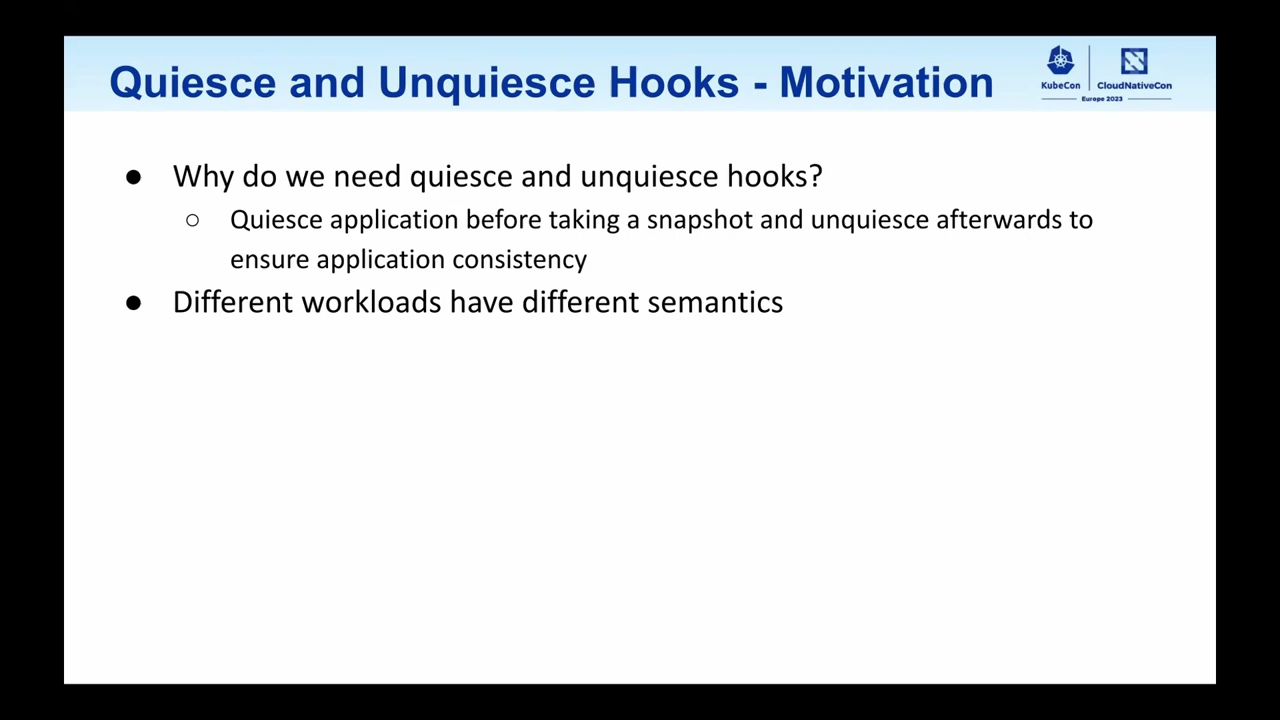 Quiesce and Unquiesce Hooks - Motivation
KubeCon
CloudNativeCon
Europe 2023
● Why do we need quiesce and unquiesce hooks?
○ Quiesce application before taking a snapshot and unquiesce afterwards to
ensure application consistency
● Different workloads have different semantics